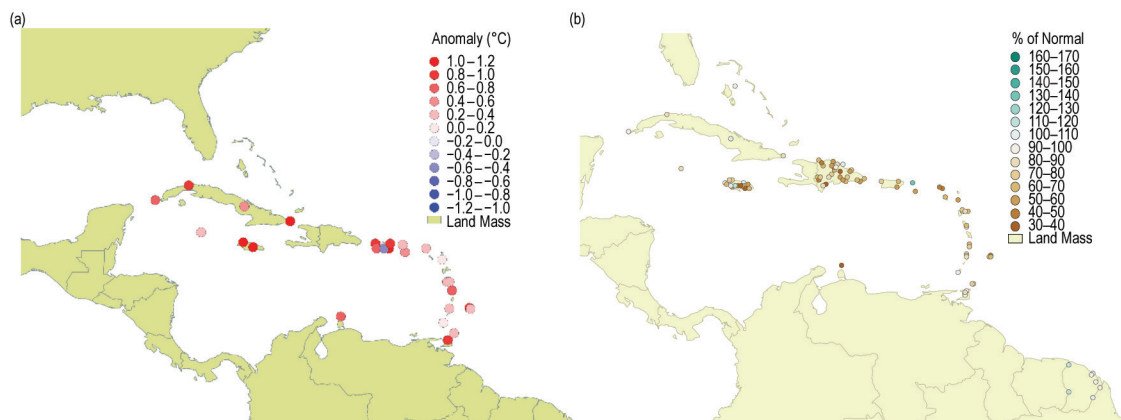 (a)
Anomaly (°C)
1.0 – 1.2
0.8 – 1.0
0.6 – 0.8
0.4 – 0.6
0.2 – 0.4
0.0 – 0.2
−0.2 – 0.0
−0.4 – −0.2
−0.6 – −0.4
−0.8 – −0.6
−1.0 – −0.8
−1.2 – −1.0
Land Mass
(b)
% of Normal
160–170
150–160
140–150
130–140
120–130
110–120
100–110
90–100
80–90
70–80
60–70
50–60
40–50
30–40
Land Mass